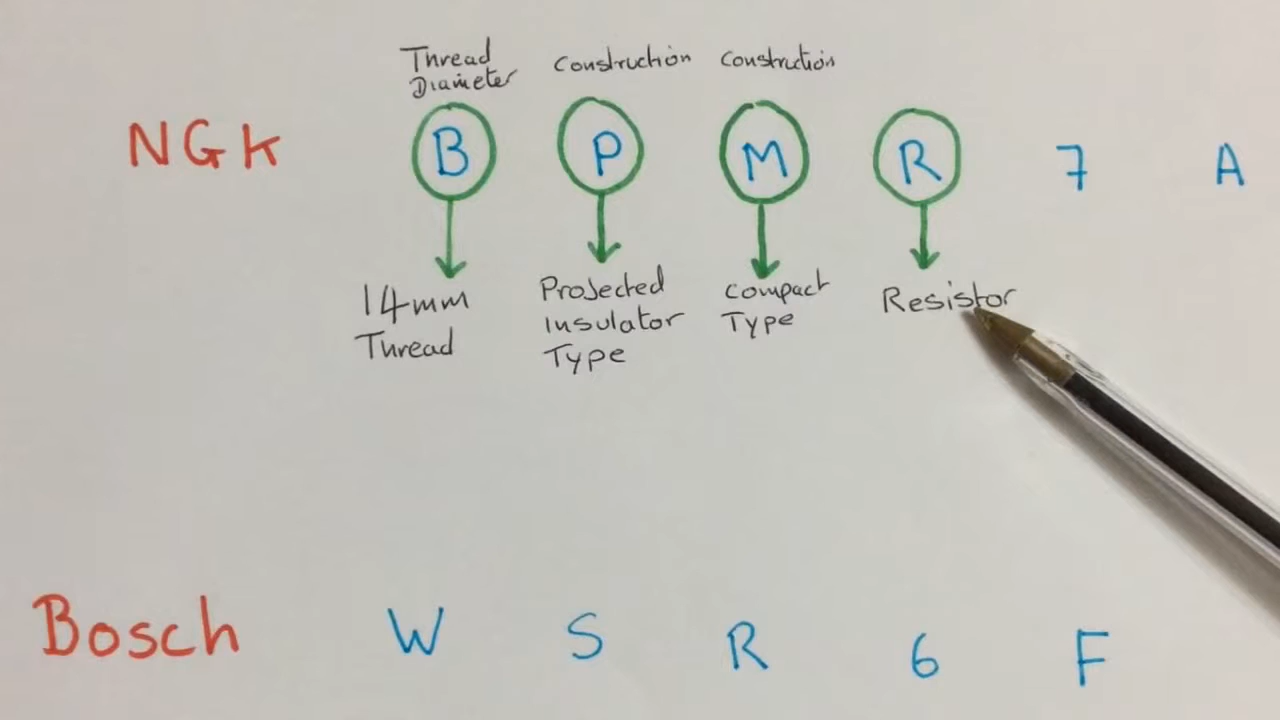 Thread Diameter Construction Construction
NGK B P M R 7 A
14mm Thread
Projected Insulator Type
Compact Type
Resistor
Bosch W S R 6 F